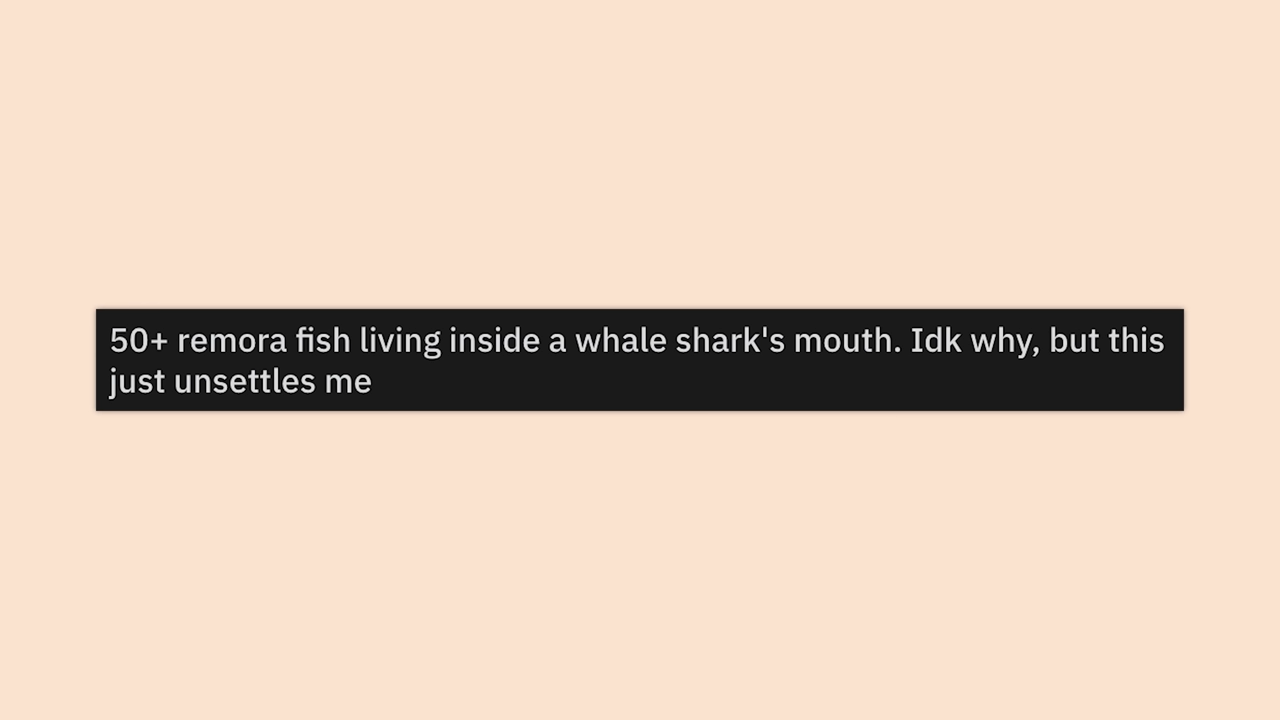 50+ remora fish living inside a whale shark's mouth. Idk why, but this
just unsettles me